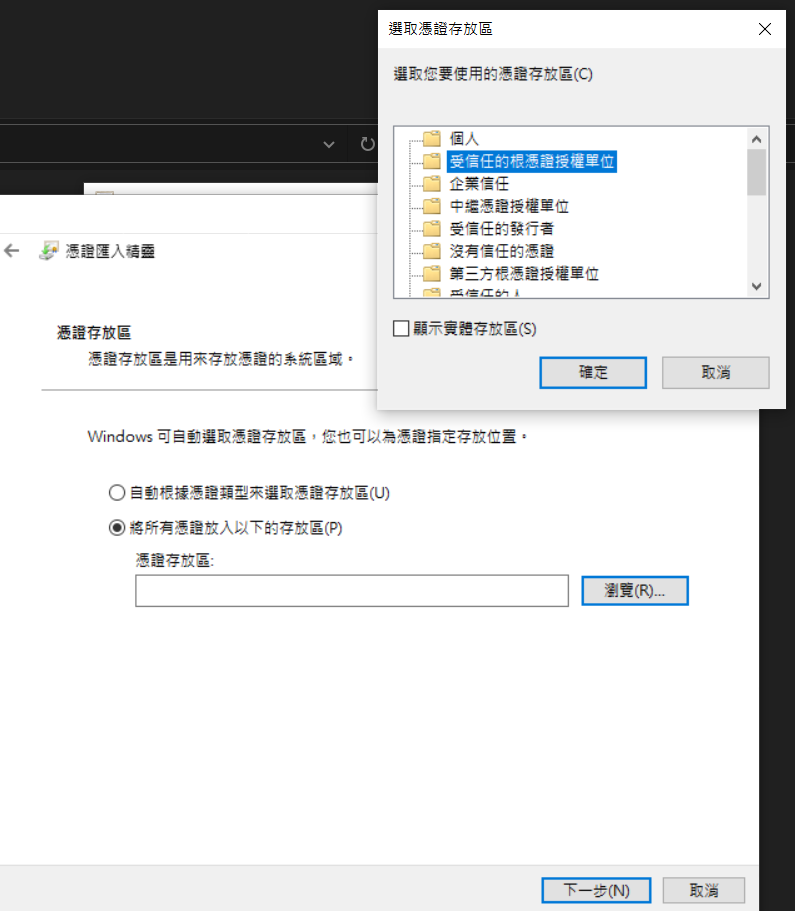 選取憑證存放區
選取您要使用的憑證存放區(C)
個人
受信任的根憑證授權單位
企業信任
中繼憑證授權單位
受信任的發行者
沒有信任的憑證
第三方根憑證授權單位
受信任的人
顯示實體存放區(S)
確定
取消
憑證匯入精靈
憑證存放區
憑證存放區是用來存放憑證的系統區域。
Windows 可自動選取憑證存放區，您也可以為憑證指定存放位置。
自動根據憑證類型來選取憑證存放區(U)
將所有憑證放入以下的存放區(P)
憑證存放區:
瀏覽(R)...
下一步(N)
取消